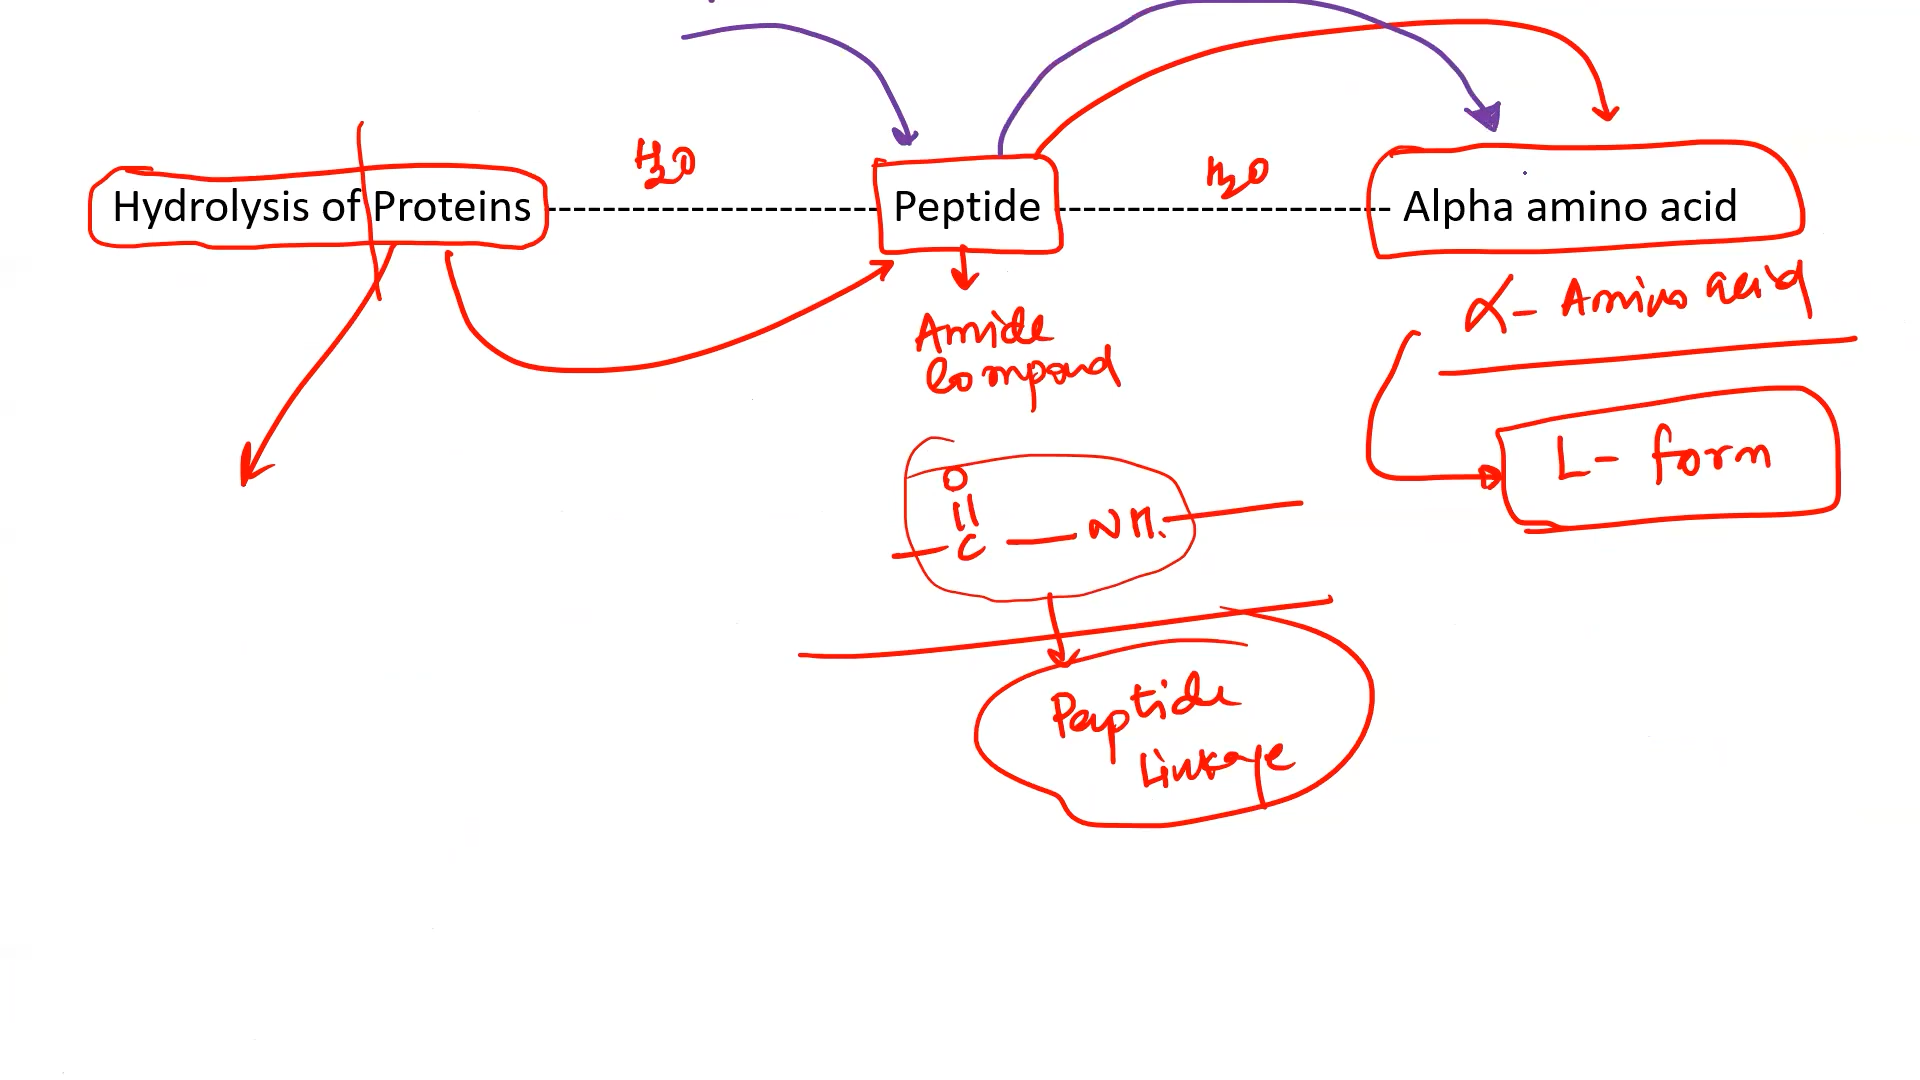 H2O
H2O
Hydrolysis of Proteins--------------------Peptide--------------------Alpha amino acid
α- Amino acid
Amide
Compound
L- form
O
||
— C — NH. —
Peptide
Linkage